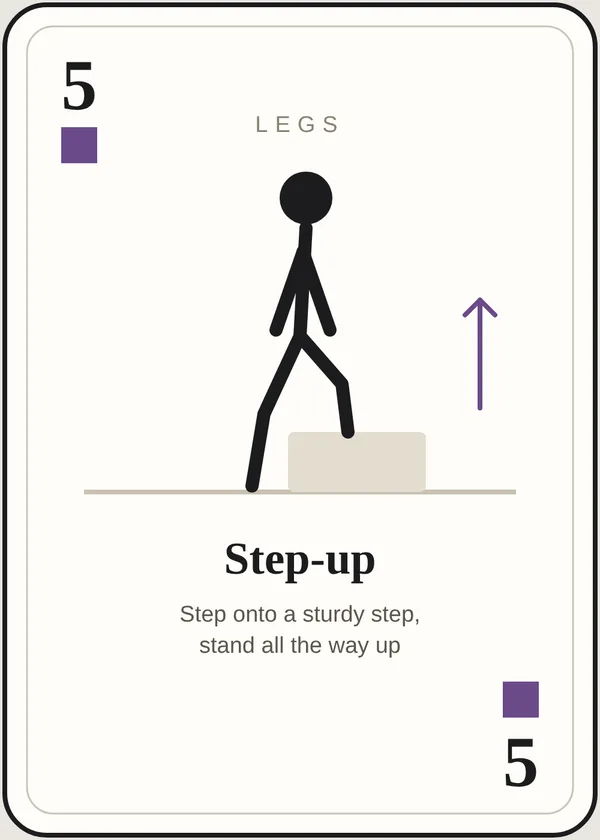 5
LEGS
Step-up
Step onto a sturdy step,
stand all the way up
5